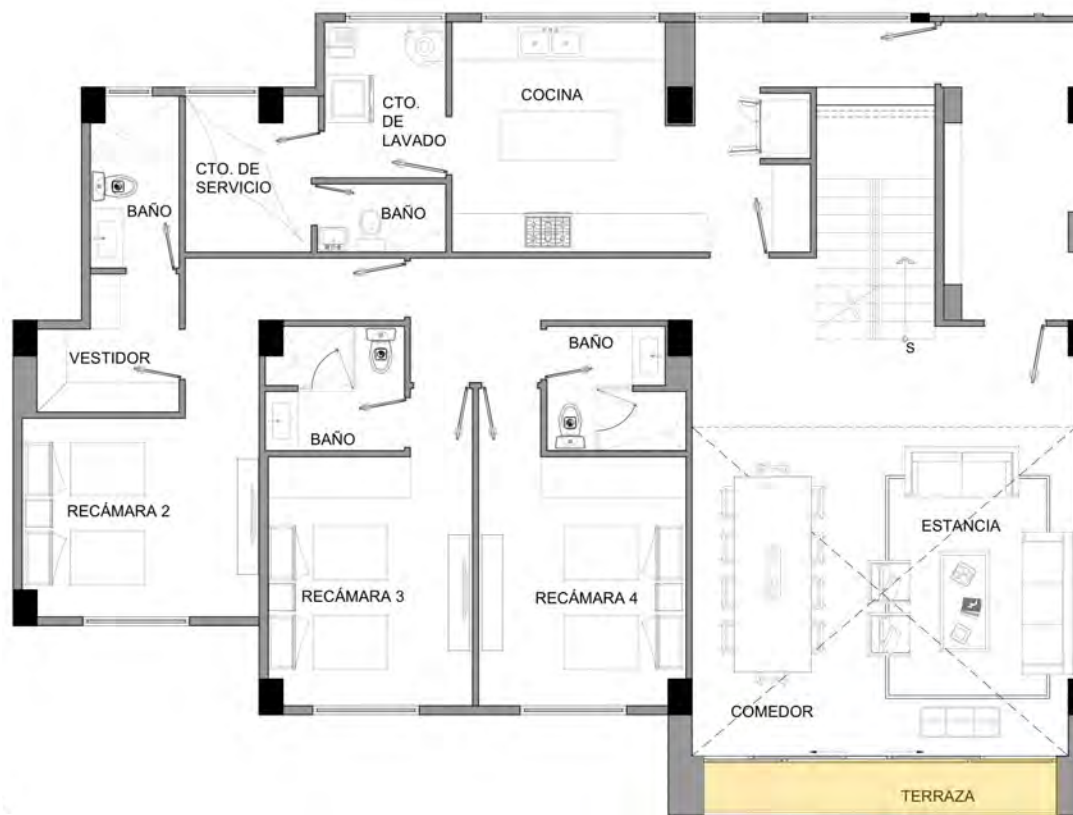 COCINA
CTO.
DE
LAVADO
CTO. DE
SERVICIO
BAÑO
BAÑO
VESTIDOR
BAÑO
S
BAÑO
RECÁMARA 2
ESTANCIA
RECÁMARA 3
RECÁMARA 4
COMEDOR
TERRAZA